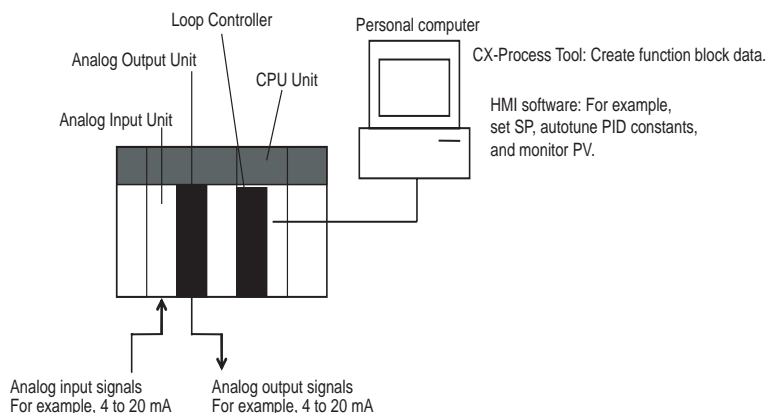 Loop Controller
Personal computer
Analog Output Unit
CX-Process Tool: Create function block data.
CPU Unit
Analog Input Unit
HMI software: For example,
set SP, autotune PID constants,
and monitor PV.
Analog input signals
For example, 4 to 20 mA
Analog output signals
For example, 4 to 20 mA